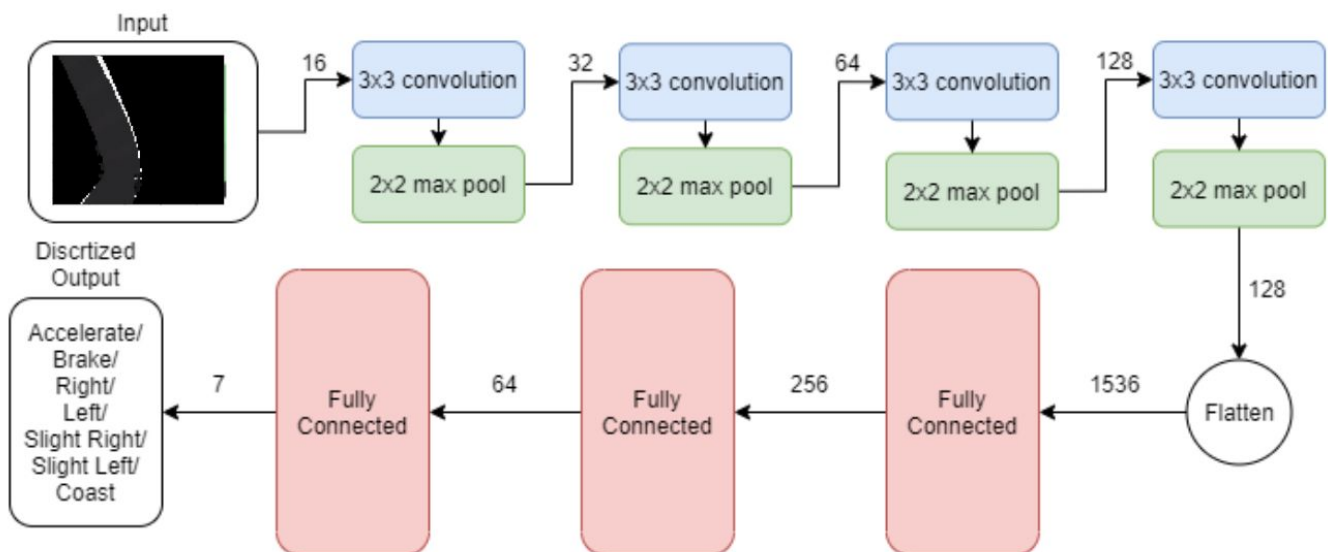 Input
16
3x3 convolution
2x2 max pool
32
3x3 convolution
2x2 max pool
64
3x3 convolution
2x2 max pool
128
3x3 convolution
2x2 max pool
128
Flatten
1536
Fully
Connected
256
Fully
Connected
64
Fully
Connected
7
Discrtized
Output
Accelerate/
Brake/
Right/
Left/
Slight Right/
Slight Left/
Coast